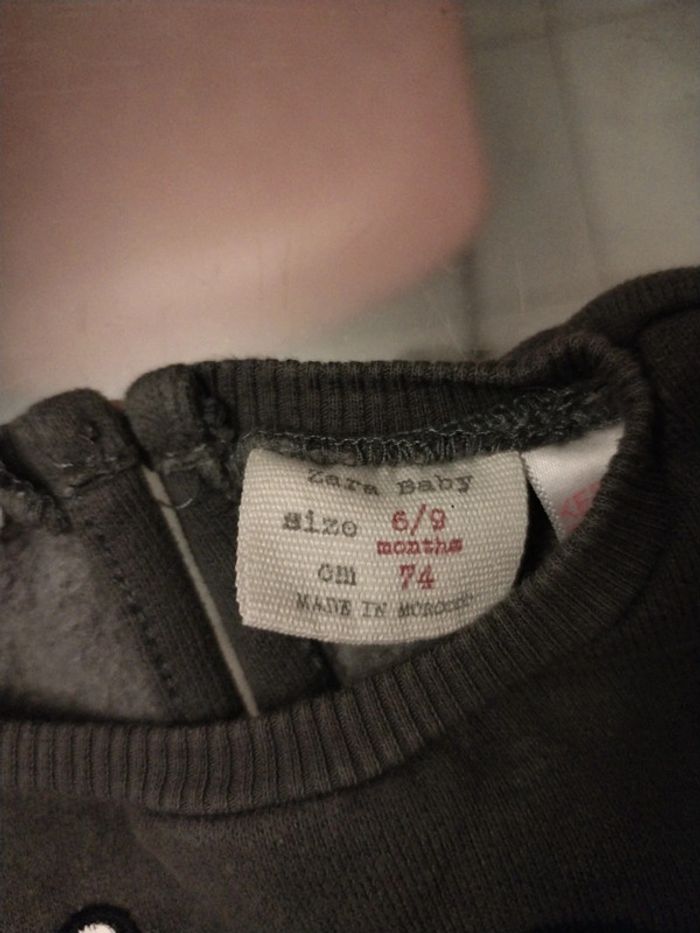 Zara Baby
size 6/9
months
cm 74
MADE IN MOROCCO